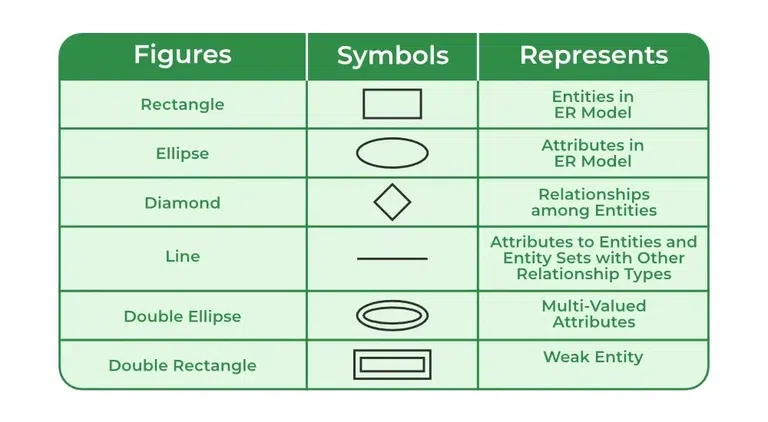 Figures
Symbols
Represents
Rectangle
Entities in
ER Model
Ellipse
Attributes in
ER Model
Diamond
Relationships
among Entities
Line
Attributes to Entities and
Entity Sets with Other
Relationship Types
Double Ellipse
Multi-Valued
Attributes
Double Rectangle
Weak Entity